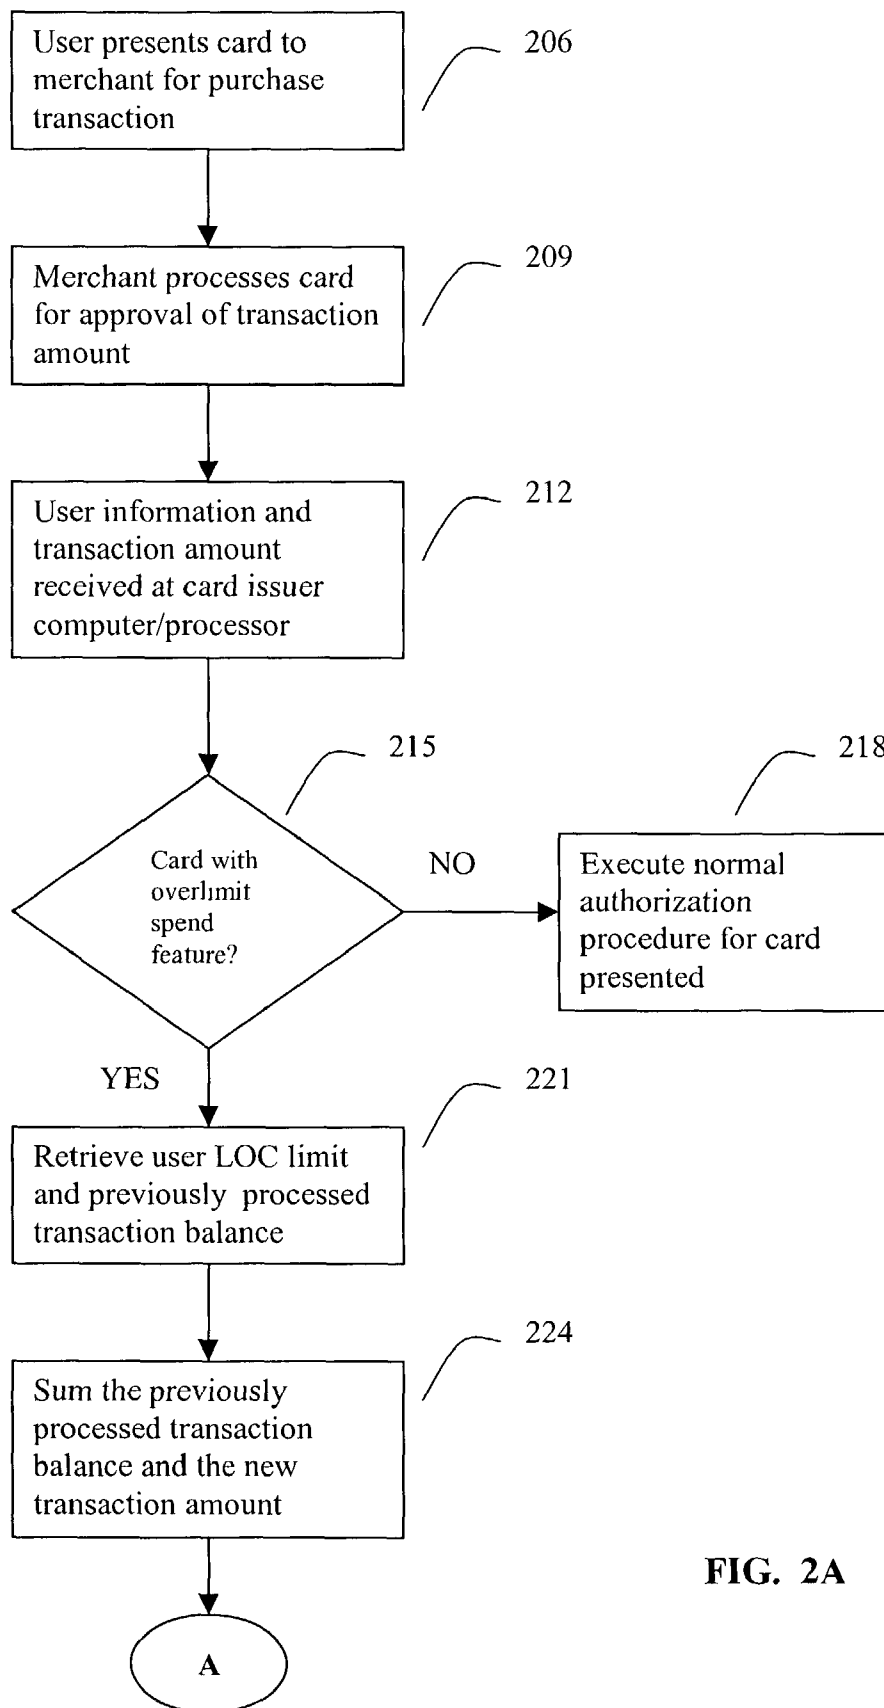 User presents card to
merchant for purchase
transaction
206
Merchant processes card
for approval of transaction
amount
209
User information and
transaction amount
received at card issuer
computer/processor
212
Card with
overlimit
spend
feature?
215
NO
Execute normal
authorization
procedure for card
presented
218
YES
Retrieve user LOC limit
and previously processed
transaction balance
221
Sum the previously
processed transaction
balance and the new
transaction amount
224
A
FIG. 2A